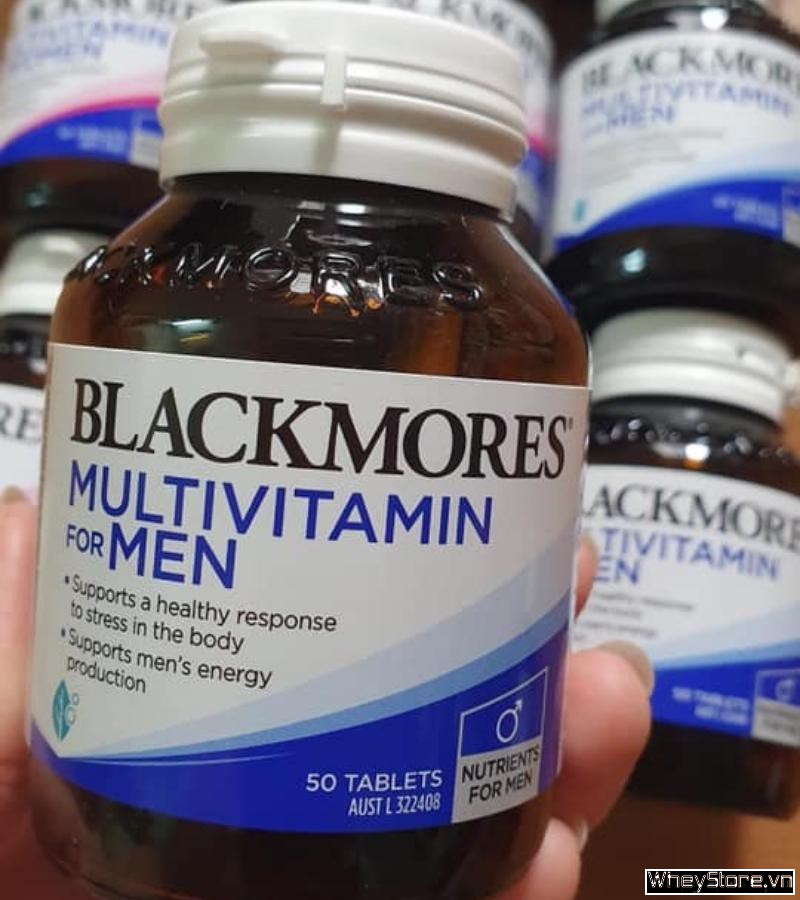 BLACKMORES
BLACKMORES®
MULTIVITAMIN
FOR MEN
• Supports a healthy response
to stress in the body
• Supports men's energy
production
50 TABLETS
AUST L 322408
NUTRIENTS
FOR MEN
BLACKMORES
MULTIVITAMIN
FOR MEN
WheyStore.vn